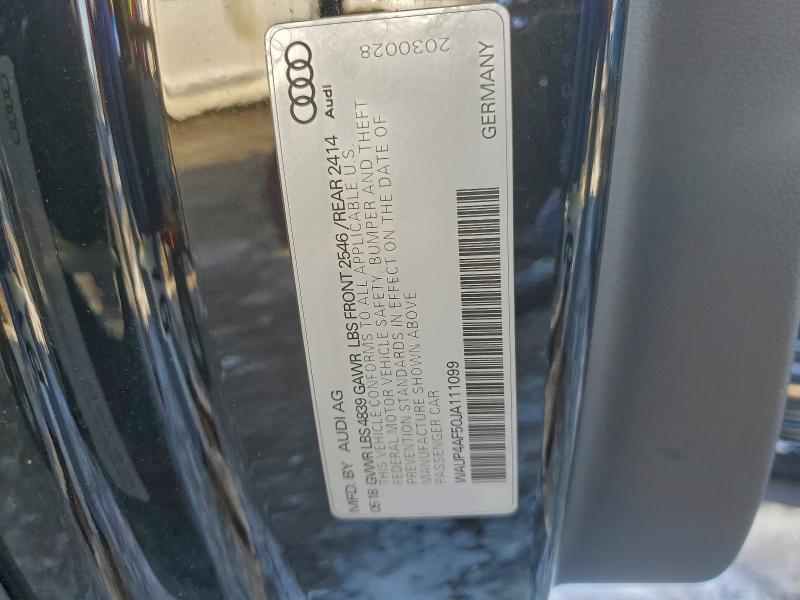 MFD. BY AUDI AG
05 18 GVWR LBS 4839 GAWR LBS FRONT 2546 / REAR 2414
THIS VEHICLE CONFORMS TO ALL APPLICABLE U.S.
FEDERAL MOTOR VEHICLE SAFETY, BUMPER AND THEFT
PREVENTION STANDARDS IN EFFECT ON THE DATE OF
MANUFACTURE SHOWN ABOVE
PASSENGER CAR
WAUP4AF50JA111099
Audi
2030028
GERMANY